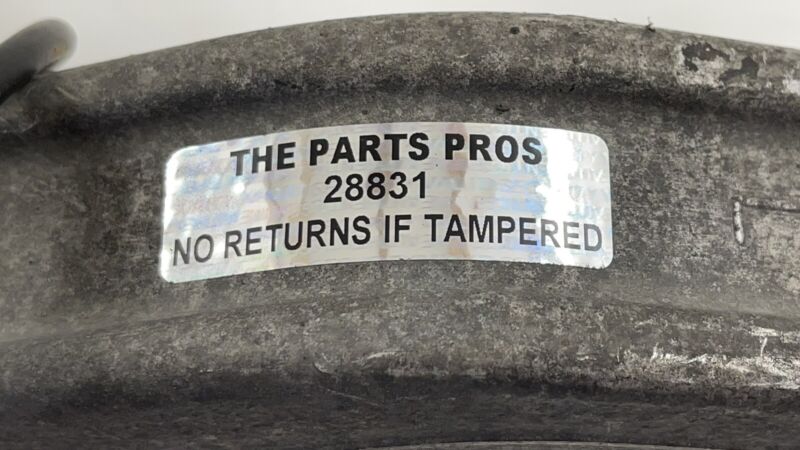 THE PARTS PROS
28831
NO RETURNS IF TAMPERED